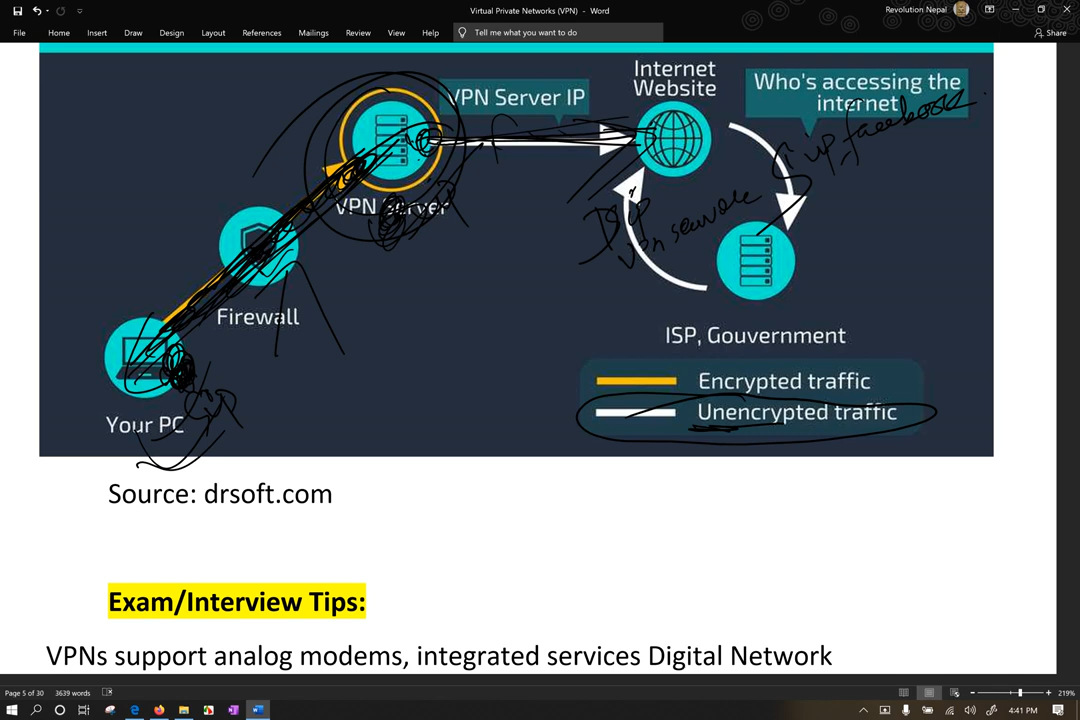 Virtual Private Networks (VPN) - Word
Revolution Nepal
File Home Insert Draw Design Layout References Mailings Review View Help Tell me what you want to do Share
VPN Server IP
Internet
Website
Who's accessing the
internet
up facebook
VPN Server
ISP
vpn
Firewall
ISP, Gouvernment
Encrypted traffic
Unencrypted traffic
Your PC
Source: drsoft.com
Exam/Interview Tips:
VPNs support analog modems, integrated services Digital Network
Page 5 of 30 3639 words 219%
4:41 PM